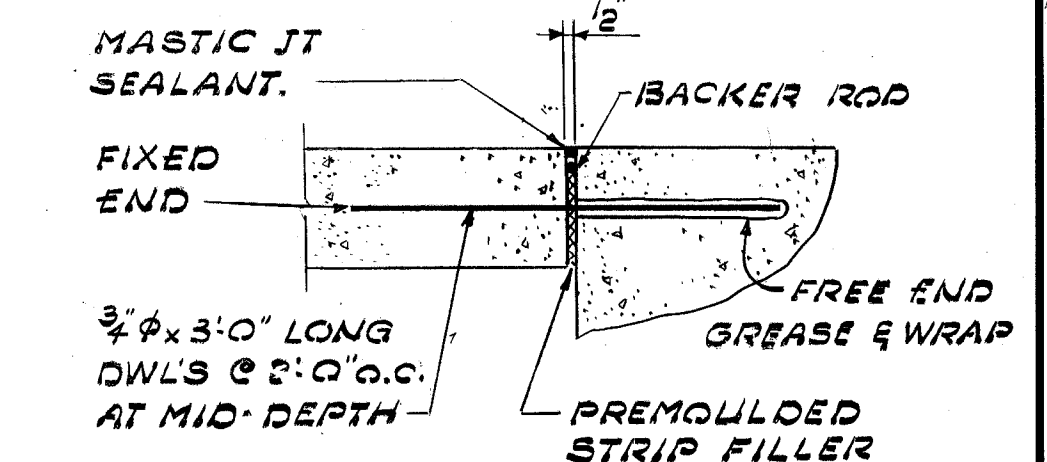 1/2"
MASTIC JT
SEALANT.
BACKER ROD
FIXED
END
FREE END
GREASE & WRAP
3/4" φ x 3'-0" LONG
DWL'S @ 2'-0" O.C.
AT MID-DEPTH
PREMOULDED
STRIP FILLER